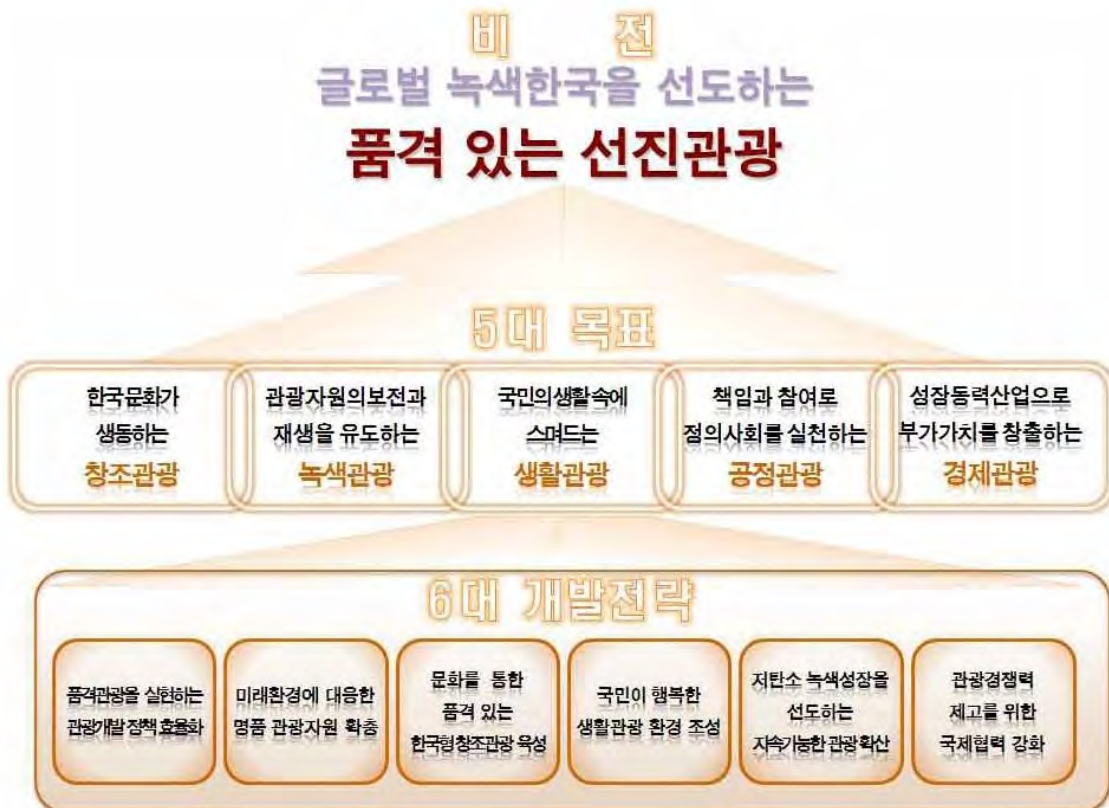 비 전
글로벌 녹색한국을 선도하는
품격 있는 선진관광
5대 목표
한국문화가
생동하는
창조관광
관광자원의보전과
재생을 유도하는
녹색관광
국민의생활속에
스며드는
생활관광
책임과 참여로
정의사회를 실천하는
공정관광
성장동력산업으로
부가가치를 창출하는
경제관광
6대 개발전략
품격관광을 실현하는
관광개발 정책 효율화
미래환경에 대응한
명품 관광자원 확충
문화를 통한
품격 있는
한국형창조관광 육성
국민이 행복한
생활관광 환경 조성
저탄소 녹색성장을
선도하는
지속가능한 관광 확산
관광경쟁력
제고를 위한
국제협력 강화